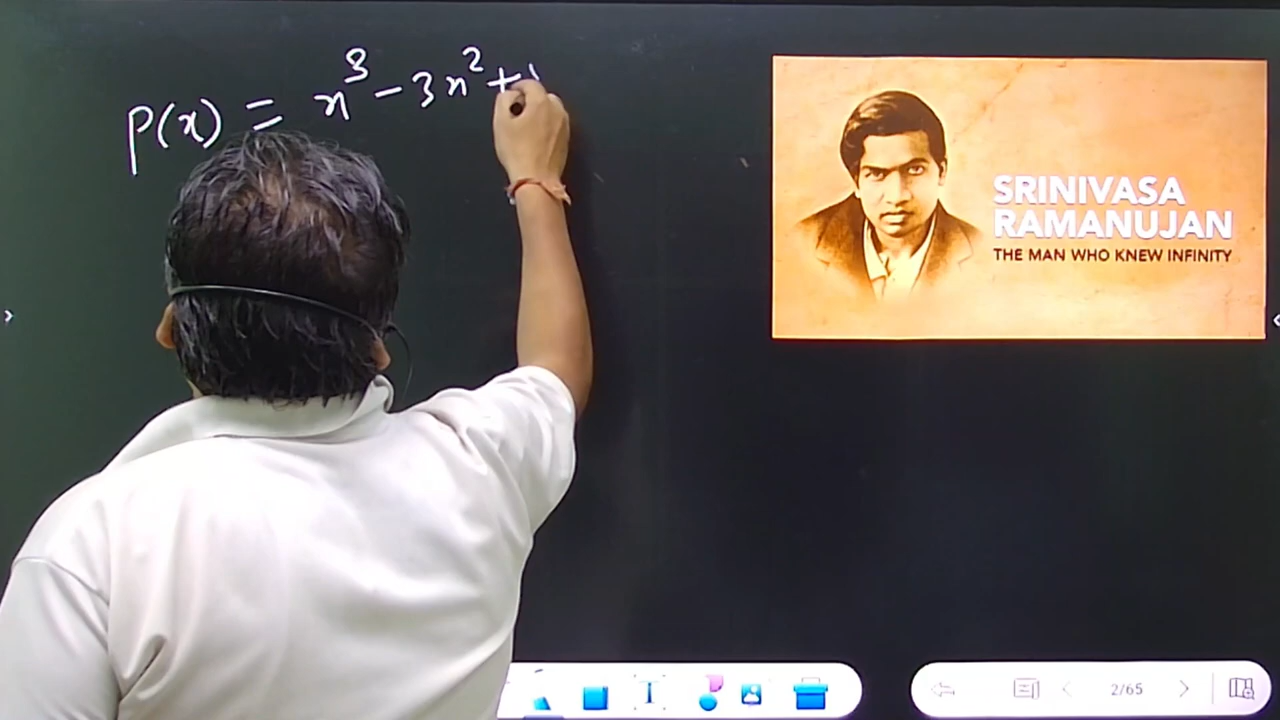 P(x) = x³ - 3x² +
SRINIVASA
RAMANUJAN
THE MAN WHO KNEW INFINITY
T
2/65